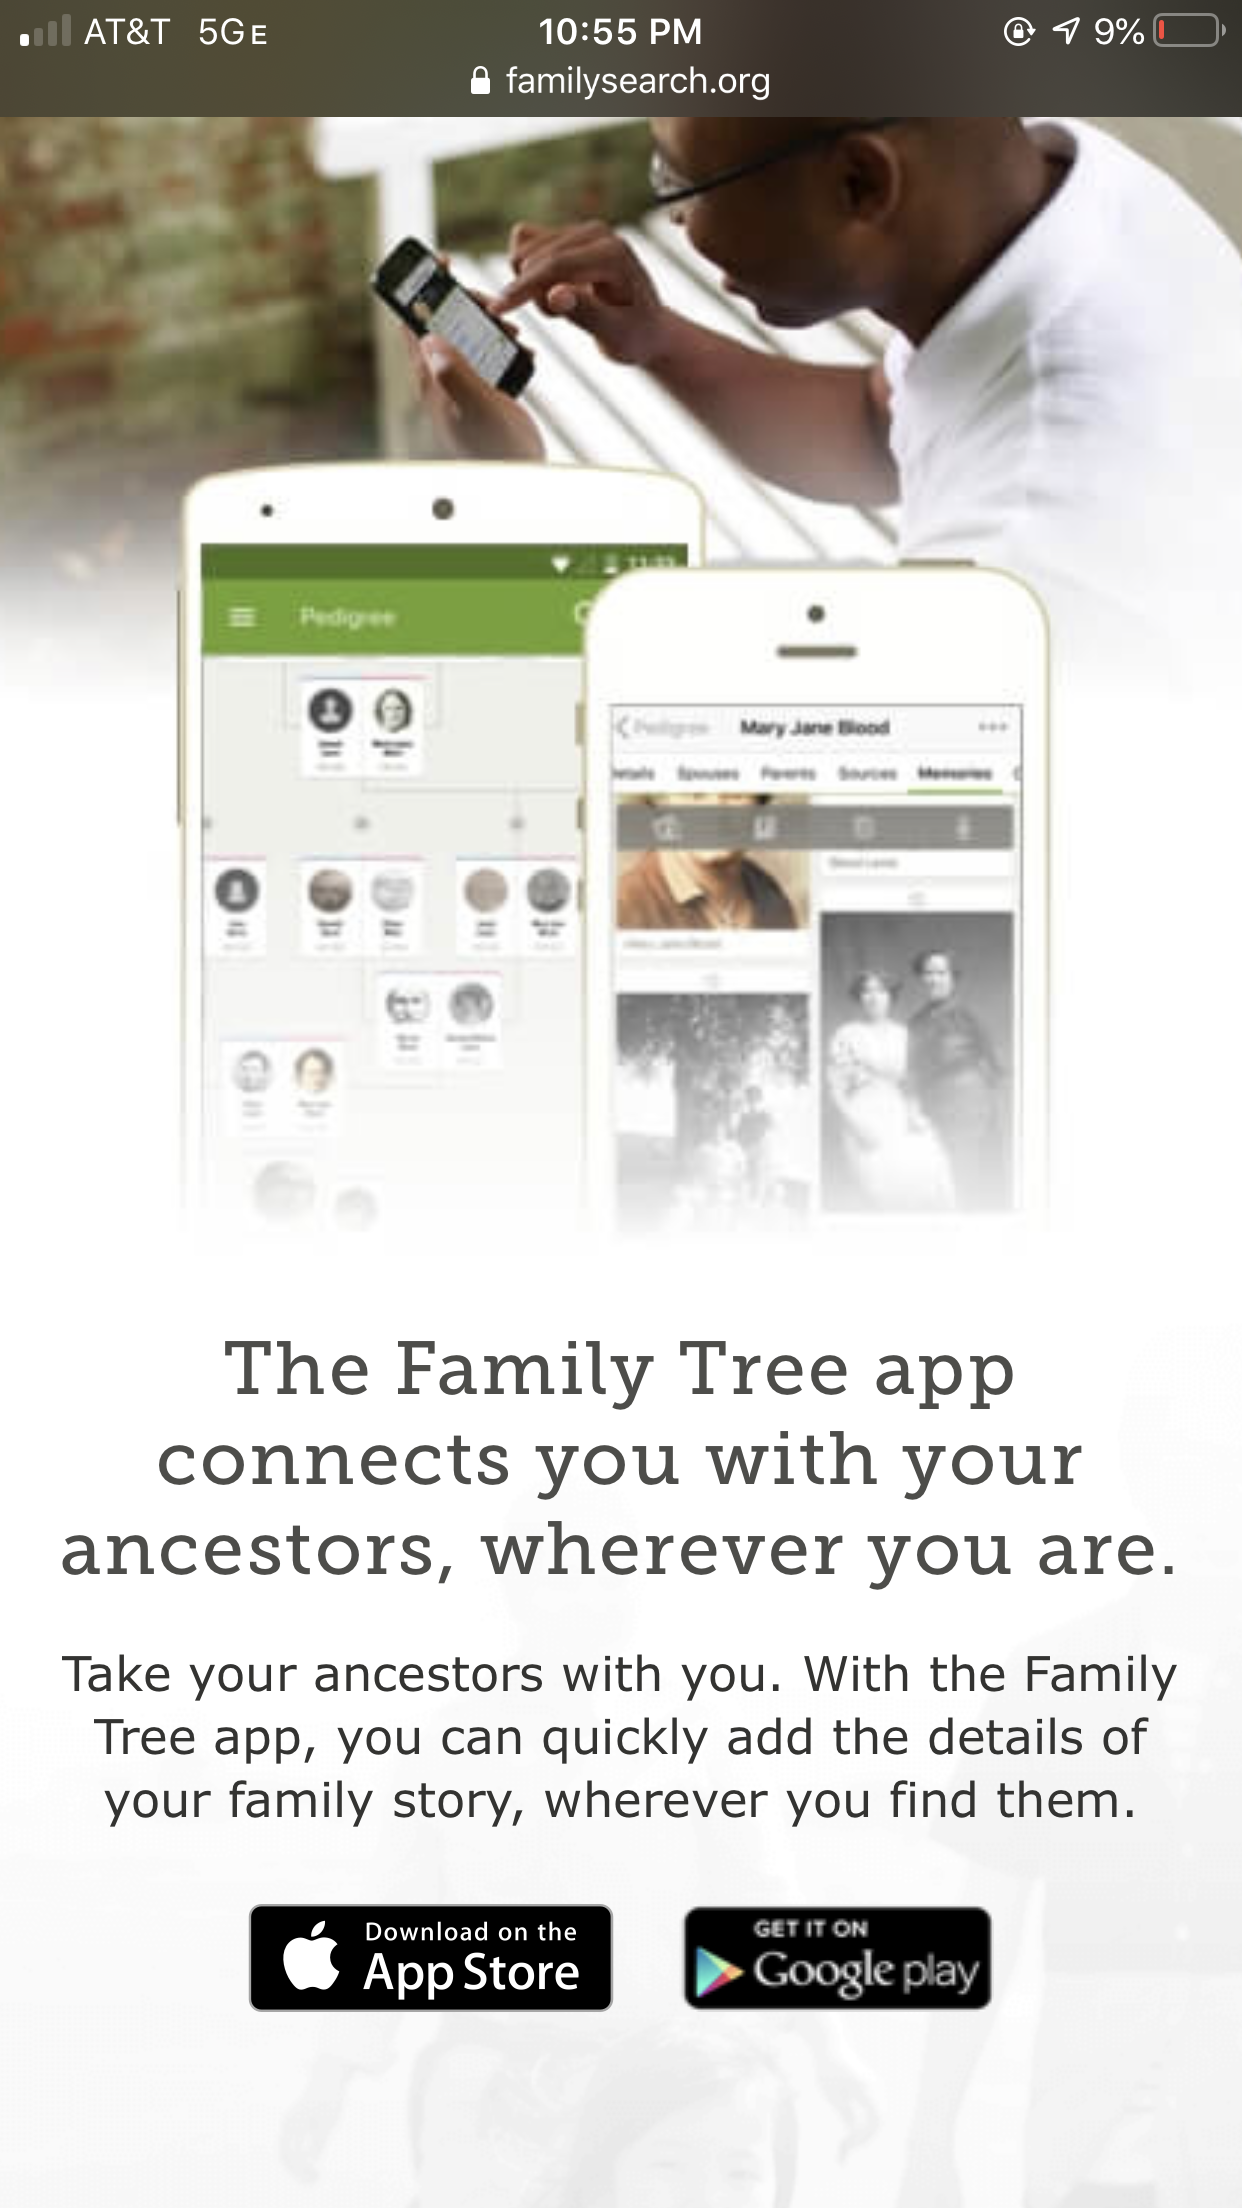 AT&T 5GE 10:55 PM 9%
familysearch.org
Pedigree
Pedigree Mary Jane Blood
Spouses Parents Sources Memories
Mary Jane Blood
The Family Tree app
connects you with your
ancestors, wherever you are.
Take your ancestors with you. With the Family
Tree app, you can quickly add the details of
your family story, wherever you find them.
Download on the
App Store
GET IT ON
Google play